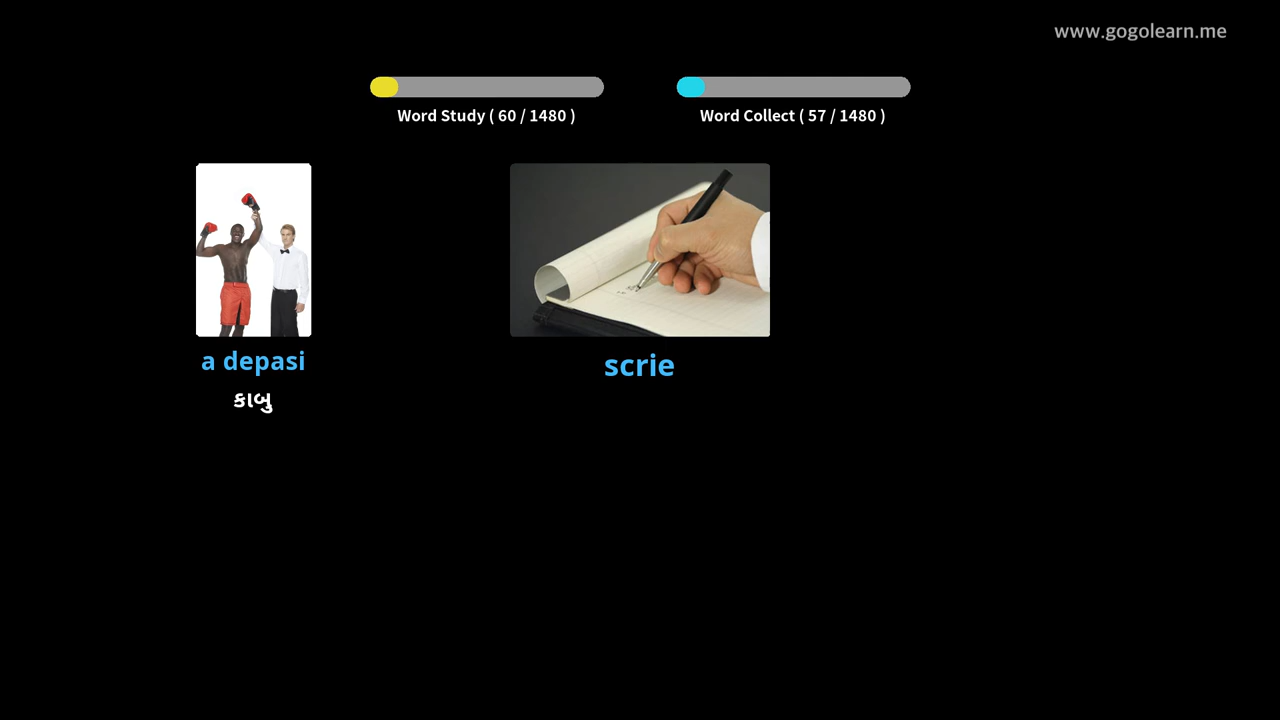 www.gogolearn.me
Word Study ( 60 / 1480 )
Word Collect ( 57 / 1480 )
a depasi
કાબુ
scrie